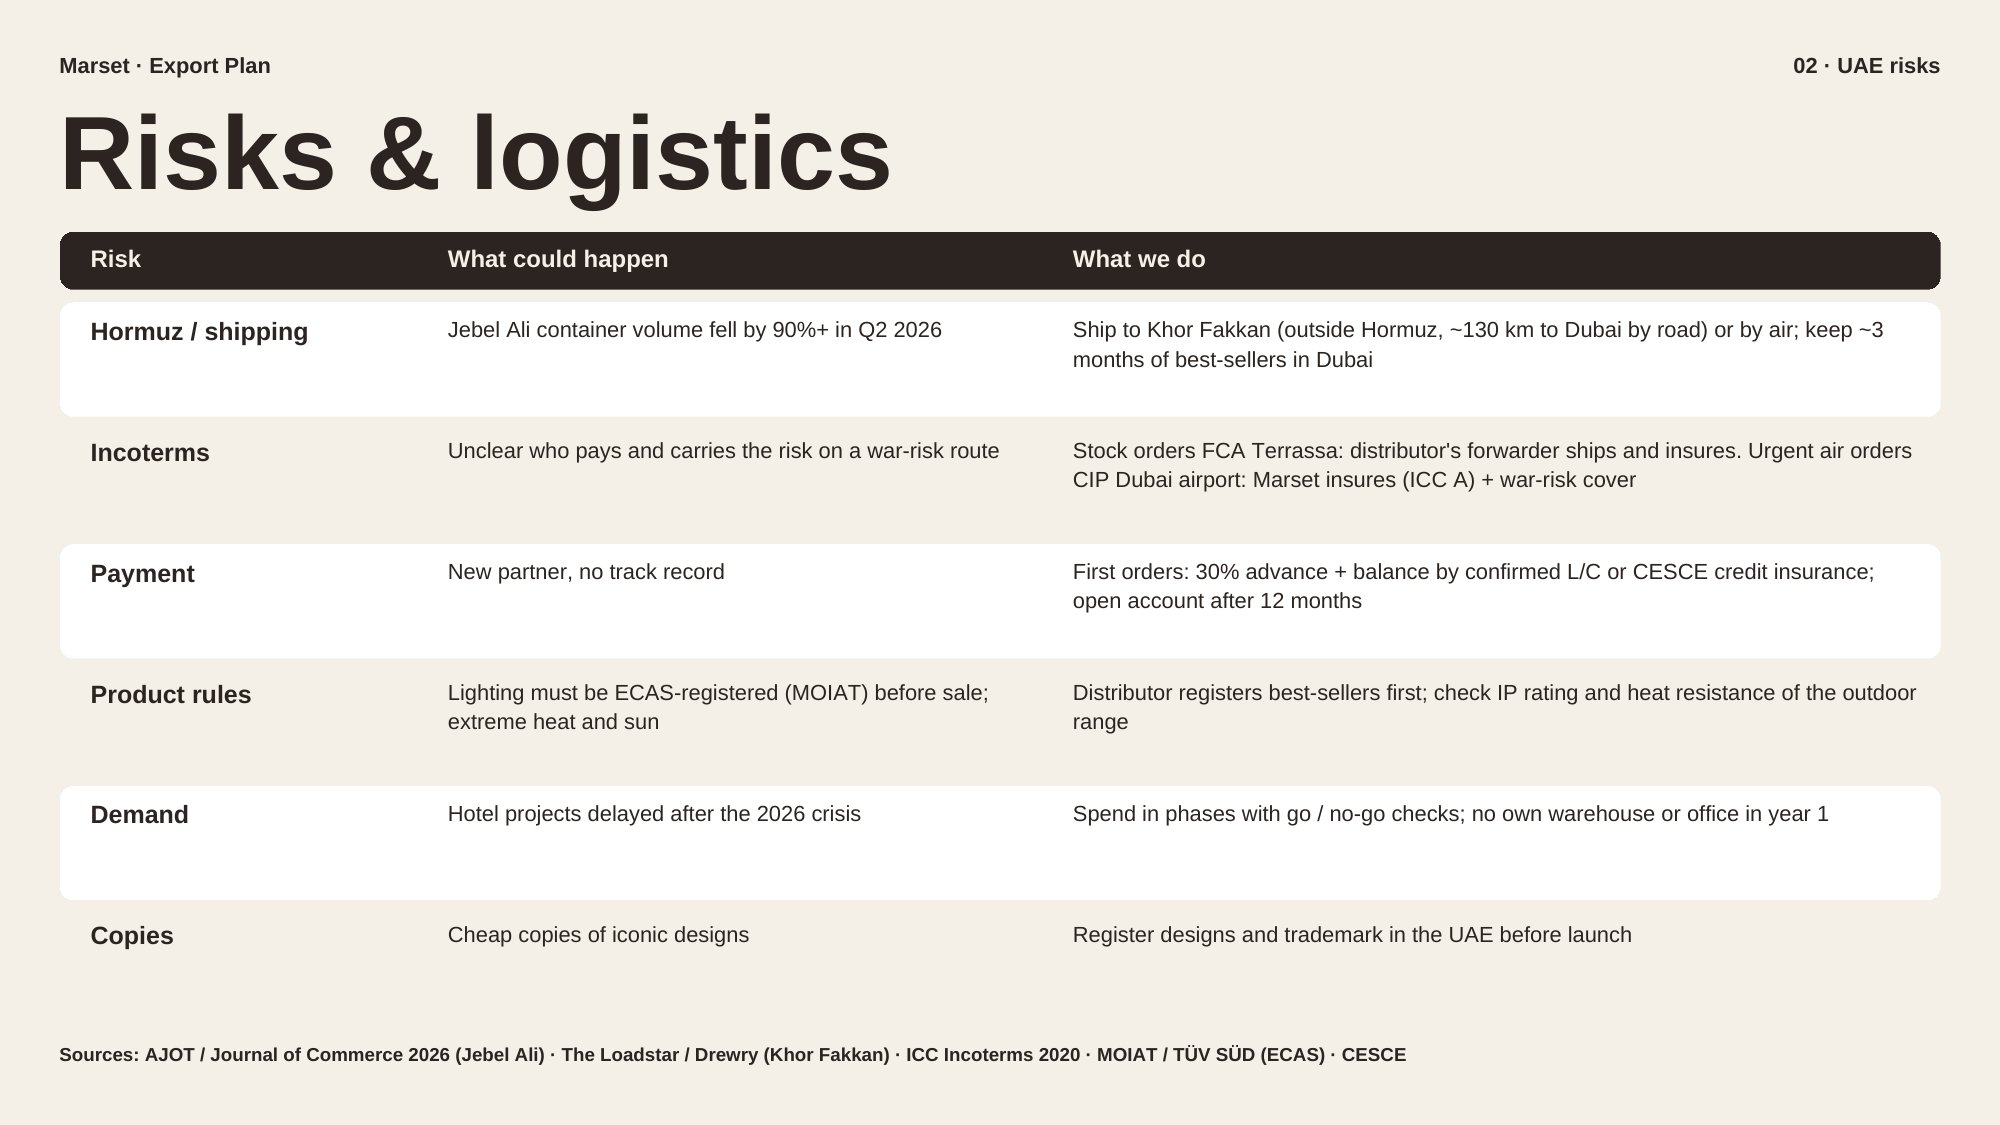 Marset · Export Plan
02 · UAE risks
Risks & logistics
Risk
What could happen
What we do
Hormuz / shipping
Jebel Ali container volume fell by 90%+ in Q2 2026
Ship to Khor Fakkan (outside Hormuz, ~130 km to Dubai by road) or by air; keep ~3
months of best-sellers in Dubai
Incoterms
Unclear who pays and carries the risk on a war-risk route
Stock orders FCA Terrassa: distributor's forwarder ships and insures. Urgent air orders
CIP Dubai airport: Marset insures (ICC A) + war-risk cover
Payment
New partner, no track record
First orders: 30% advance + balance by confirmed L/C or CESCE credit insurance;
open account after 12 months
Product rules
Lighting must be ECAS-registered (MOIAT) before sale;
extreme heat and sun
Distributor registers best-sellers first; check IP rating and heat resistance of the outdoor
range
Demand
Hotel projects delayed after the 2026 crisis
Spend in phases with go / no-go checks; no own warehouse or office in year 1
Copies
Cheap copies of iconic designs
Register designs and trademark in the UAE before launch
Sources: AJOT / Journal of Commerce 2026 (Jebel Ali) · The Loadstar / Drewry (Khor Fakkan) · ICC Incoterms 2020 · MOIAT / TÜV SÜD (ECAS) · CESCE